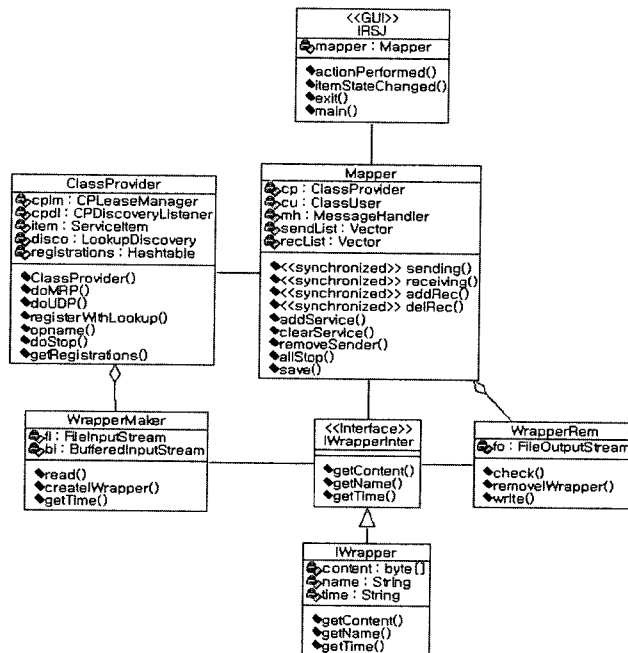 <<GUI>>
IRSJ
mapper : Mapper
actionPerformed()
itemStateChanged()
exit()
main()
ClassProvider
cplm : CPLeaseManager
cpdl : CPDiscoveryListener
item : ServiceItem
disco : LookupDiscovery
registrations : Hashtable
ClassProvider()
doMRP()
doUDP()
registerWithLookup()
opname()
doStop()
getRegistrations()
Mapper
cp : ClassProvider
cu : ClassUser
mh : MessageHandler
sendList : Vector
recList : Vector
<<synchronized>> sending()
<<synchronized>> receiving()
<<synchronized>> addRec()
<<synchronized>> delRec()
addService()
clearService()
removeSender()
allStop()
save()
WrapperMaker
fi : FileInputStream
bi : BufferedInputStream
read()
createIWrapper()
getTime()
<<Interface>>
IWrapperInter
getContent()
getName()
getTime()
WrapperRem
fo : FileOutputStream
check()
removeIWrapper()
write()
IWrapper
content : byte[]
name : String
time : String
getContent()
getName()
getTime()